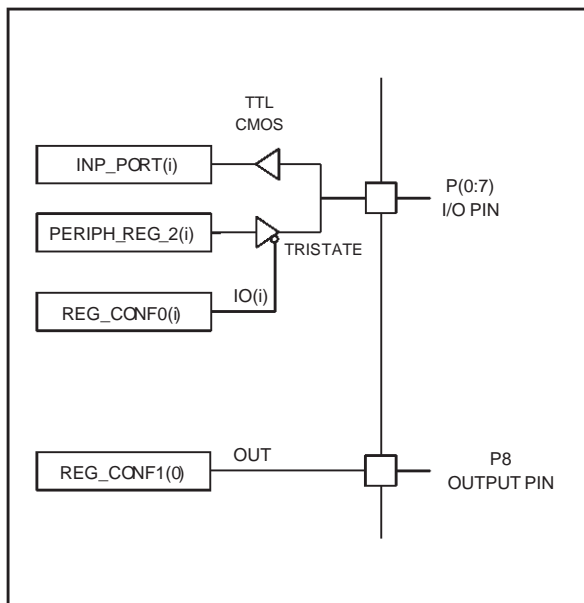 TTL
CMOS
INP_PORT(i)
P(0:7)
I/O PIN
PERIPH_REG_2(i)
TRISTATE
IO(i)
REG_CONF0(i)
OUT
REG_CONF1(0)
P8
OUTPUT PIN